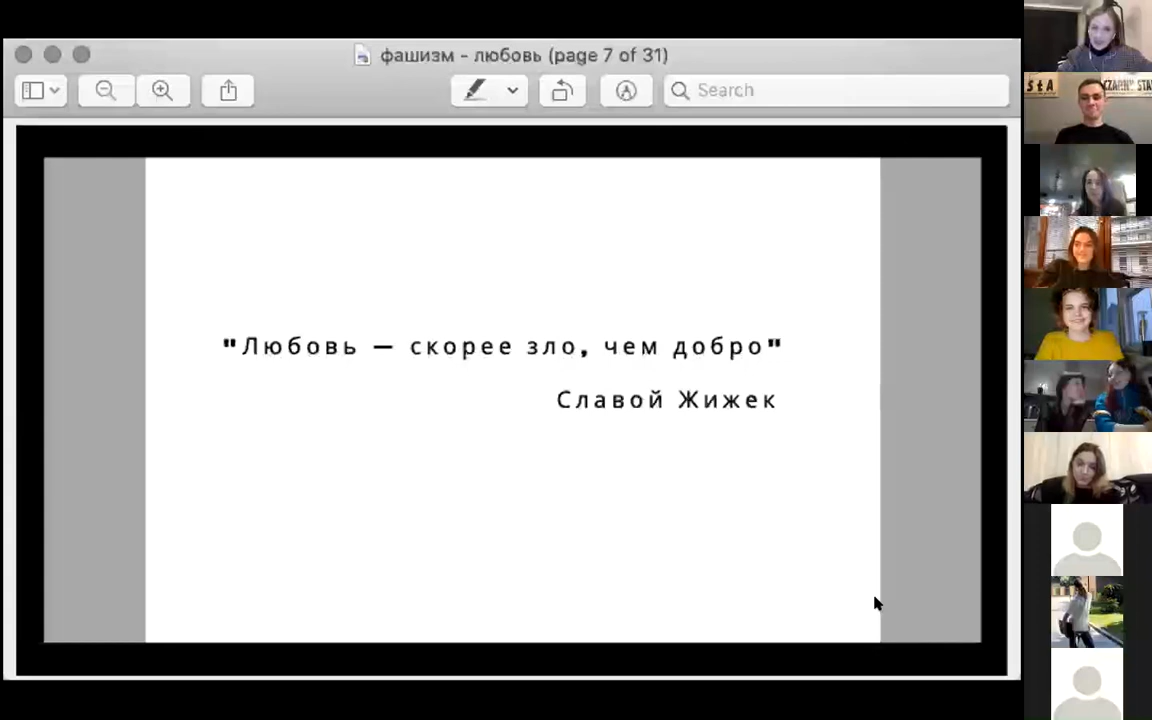 фашизм - любовь (page 7 of 31)
Search
"Любовь — скорее зло, чем добро"
Славой Жижек